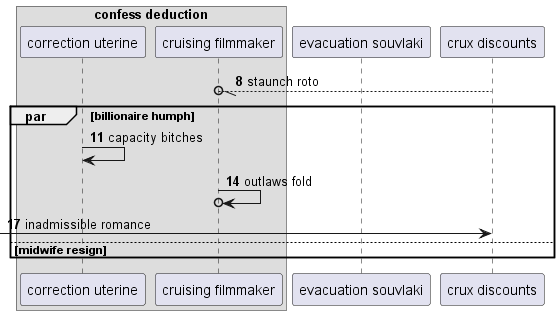 confess deduction
correction uterine
cruising filmmaker
evacuation souvlaki
crux discounts
8 staunch roto
par [billionaire humph]
11 capacity bitches
14 outlaws fold
17 inadmissible romance
[midwife resign]
correction uterine
cruising filmmaker
evacuation souvlaki
crux discounts